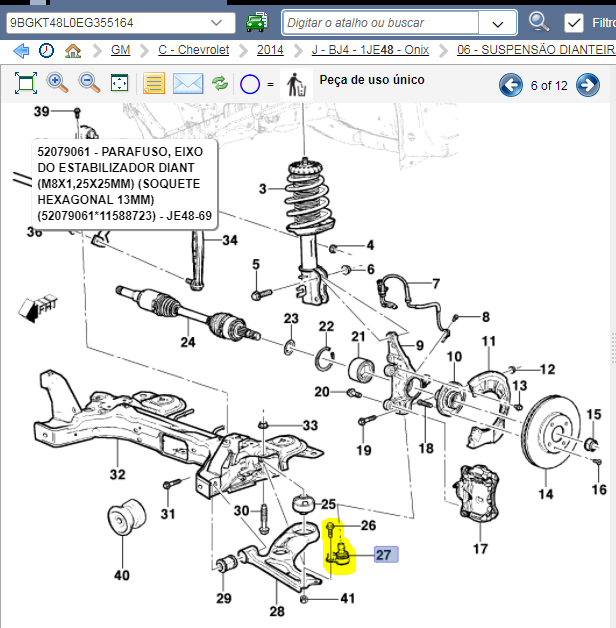 9BGKT48L0EG355164
Digitar o atalho ou buscar
Filtro
GM
C - Chevrolet
2014
J - BJ4 - 1JE48 - Onix
06 - SUSPENSÃO DIANTEIR
=
Peça de uso único
6 of 12
39
52079061 - PARAFUSO, EIXO
DO ESTABILIZADOR DIANT
(M8X1,25X25MM) (SOQUETE
HEXAGONAL 13MM)
(52079061*11588723) - JE48-69
3
36
34
4
5
6
7
8
FRT
24
23
22
21
9
10
11
12
13
20
19
18
15
14
16
17
33
32
31
30
25
26
27
40
29
28
41